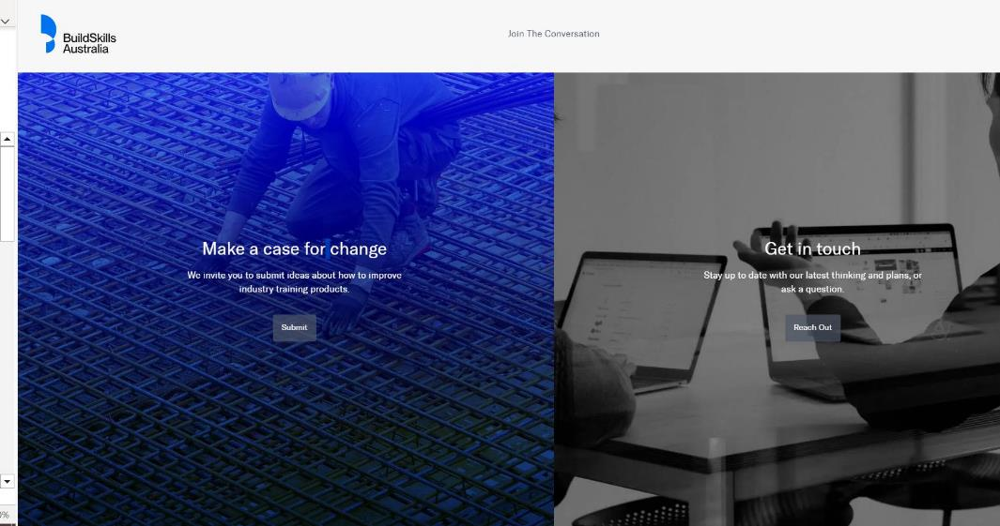 BuildSkills
Australia
Join The Conversation
Make a case for change
We invite you to submit ideas about how to improve
industry training products.
Submit
Get in touch
Stay up to date with our latest thinking and plans, or
ask a question.
Reach Out